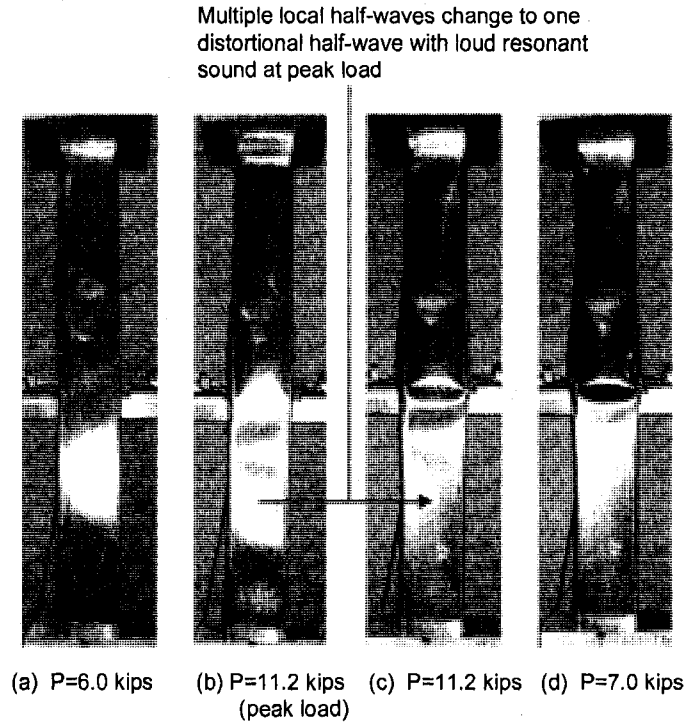 Multiple local half-waves change to one
distortional half-wave with loud resonant
sound at peak load
(a) P=6.0 kips
(b) P=11.2 kips
(peak load)
(c) P=11.2 kips
(d) P=7.0 kips